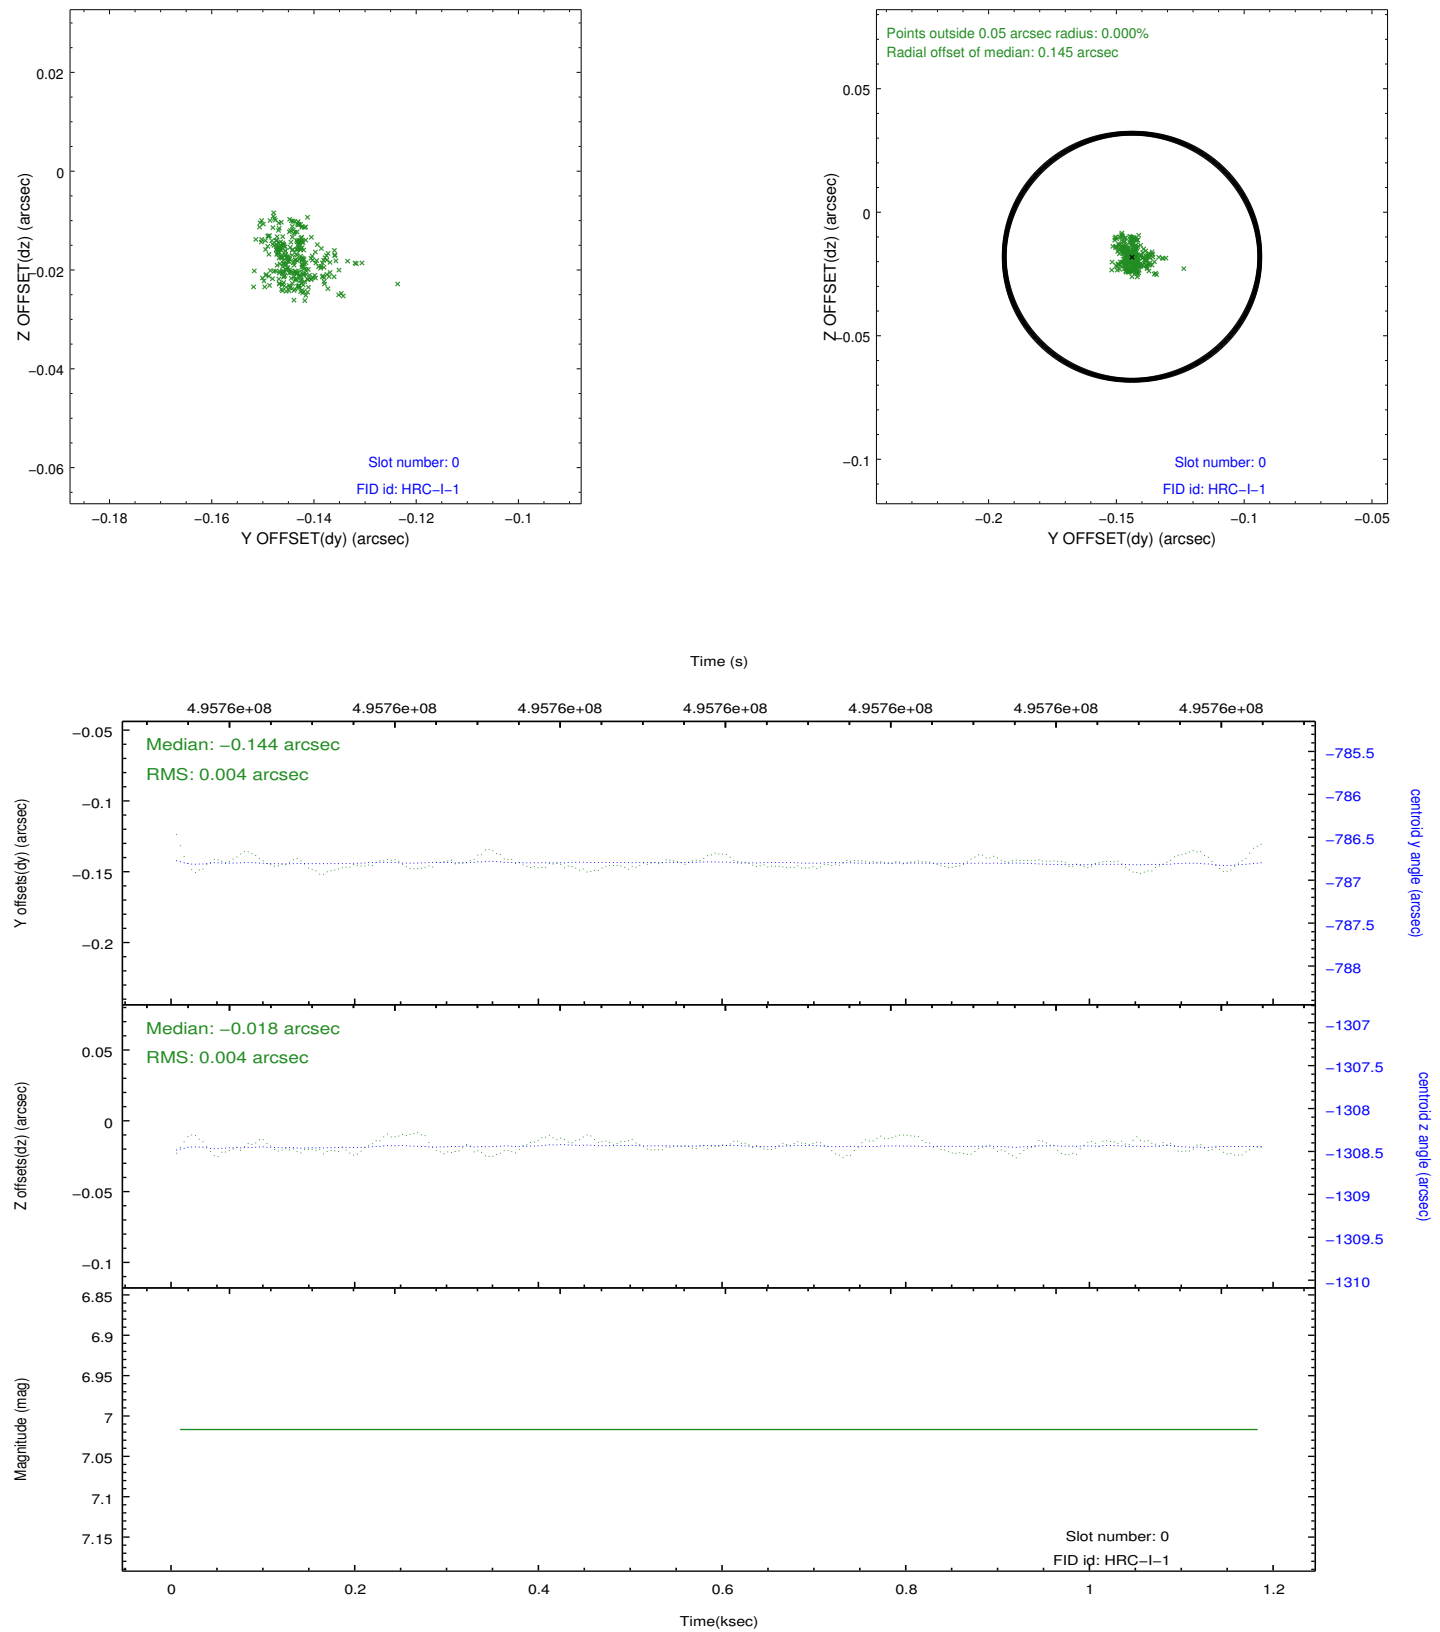 Points outside 0.05 arcsec radius: 0.000%
Radial offset of median: 0.145 arcsec
0.02
0
−0.02
−0.04
−0.06
Z OFFSET(dz) (arcsec)
Slot number: 0
FID id: HRC−I−1
−0.18
−0.16
−0.14
−0.12
−0.1
Y OFFSET(dy) (arcsec)
0.05
0
−0.05
−0.1
Z OFFSET(dz) (arcsec)
Slot number: 0
FID id: HRC−I−1
−0.2
−0.15
−0.1
−0.05
Y OFFSET(dy) (arcsec)
Time (s)
4.9576e+08
4.9576e+08
4.9576e+08
4.9576e+08
4.9576e+08
4.9576e+08
4.9576e+08
Median: −0.144 arcsec
RMS: 0.004 arcsec
−0.05
−0.1
−0.15
−0.2
Y offsets(dy) (arcsec)
−785.5
−786
−786.5
−787
−787.5
−788
centroid y angle (arcsec)
Median: −0.018 arcsec
RMS: 0.004 arcsec
0.05
0
−0.05
−0.1
Z offsets(dz) (arcsec)
−1307
−1307.5
−1308
−1308.5
−1309
−1309.5
−1310
centroid z angle (arcsec)
6.85
6.9
6.95
7
7.05
7.1
7.15
Magnitude (mag)
Slot number: 0
FID id: HRC−I−1
0
0.2
0.4
0.6
0.8
1
1.2
Time(ksec)